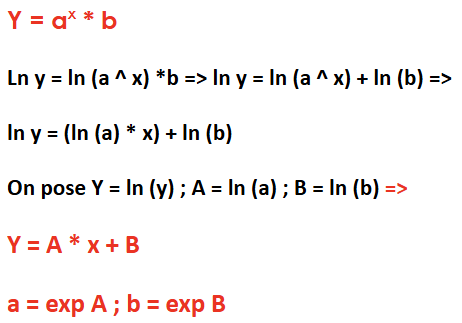 Y = aˣ * b
Ln y = ln (a ^ x) *b => ln y = ln (a ^ x) + ln (b) =>
ln y = (ln (a) * x) + ln (b)
On pose Y = ln (y) ; A = ln (a) ; B = ln (b) =>
Y = A * x + B
a = exp A ; b = exp B